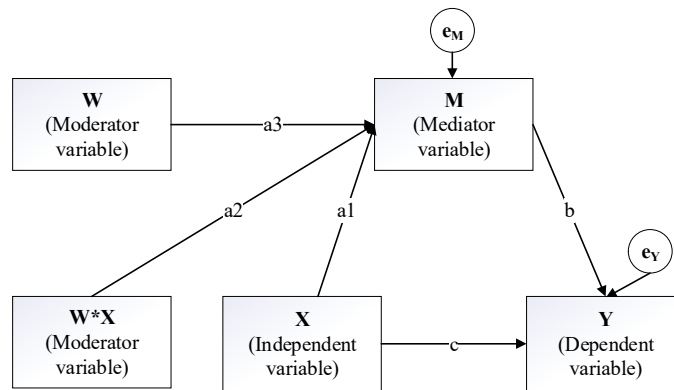 e_M
W
(Moderator
variable)
M
(Mediator
variable)
a3
a2
a1
b
e_Y
W*X
(Moderator
variable)
X
(Independent
variable)
c
Y
(Dependent
variable)